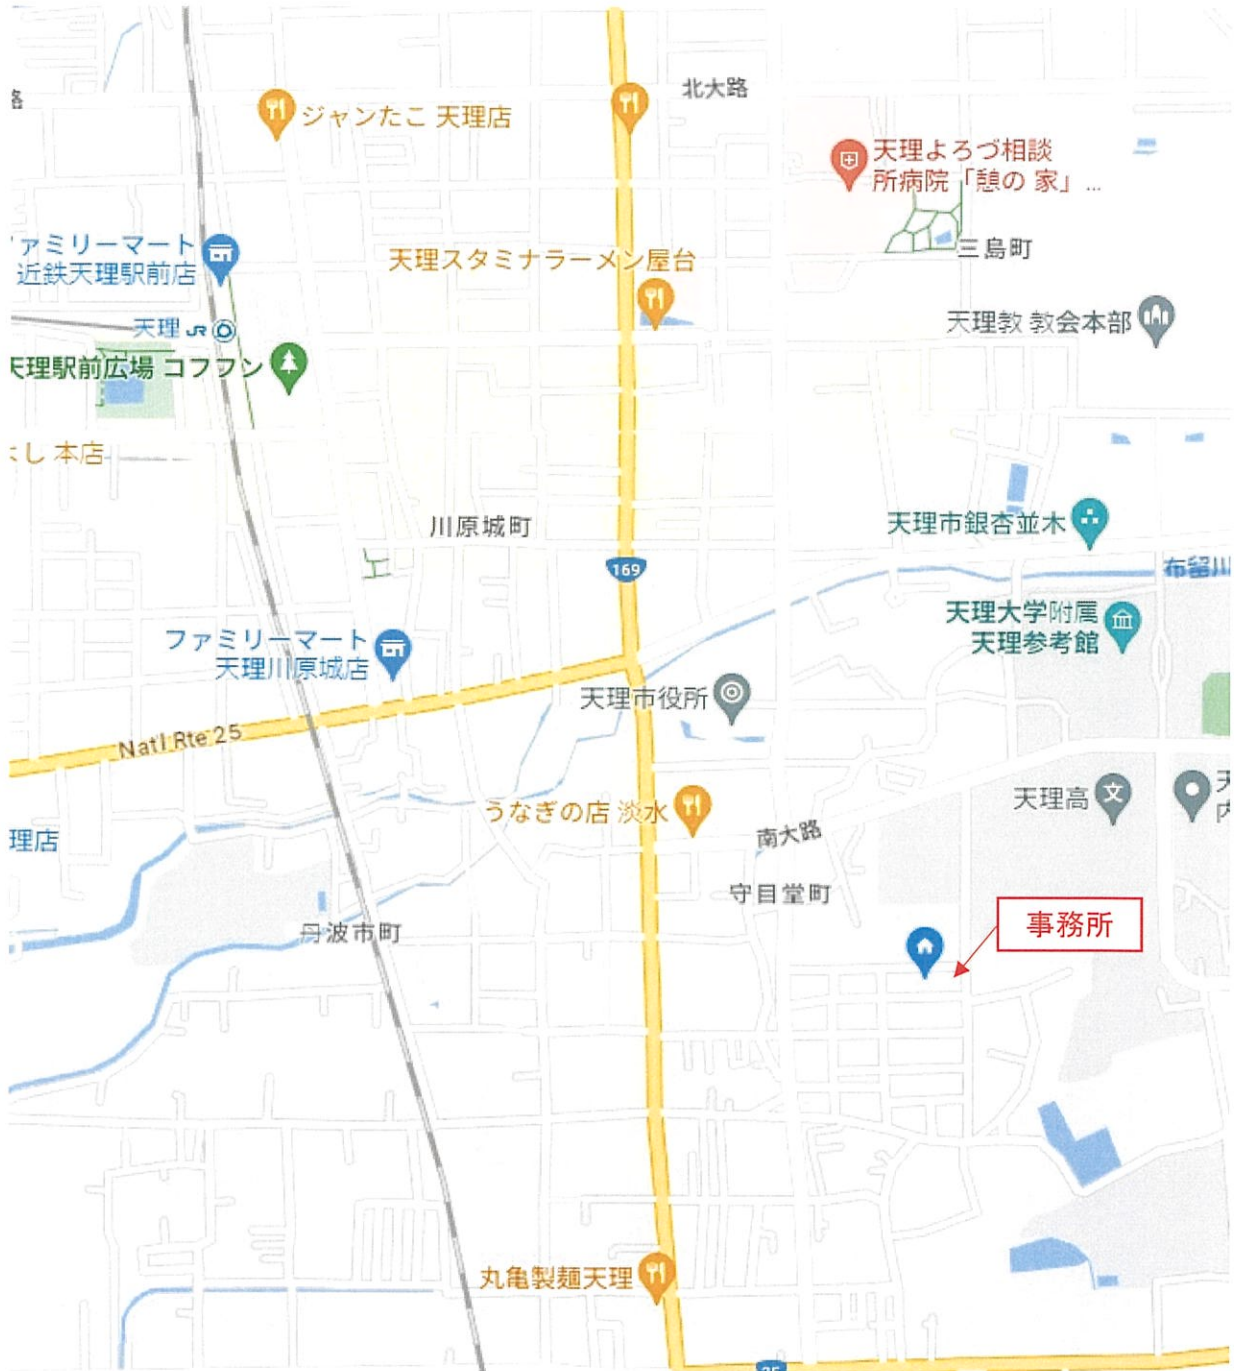 北大路
路
ジャンたこ 天理店
天理よろづ相談
所病院「憩の 家」...
三島町
ァミリーマート
近鉄天理駅前店
天理スタミナラーメン屋台
天理 JR
天理教 教会本部
天理駅前広場 コフフン
よし 本店
川原城町
天理市銀杏並木
169
布留川
天理大学附属
天理参考館
ファミリーマート
天理川原城店
天理市役所
Nat'l Rte 25
天理高
文
天
内
うなぎの店 淡水
南大路
理店
守目堂町
事務所
丹波市町
丸亀製麺天理
25